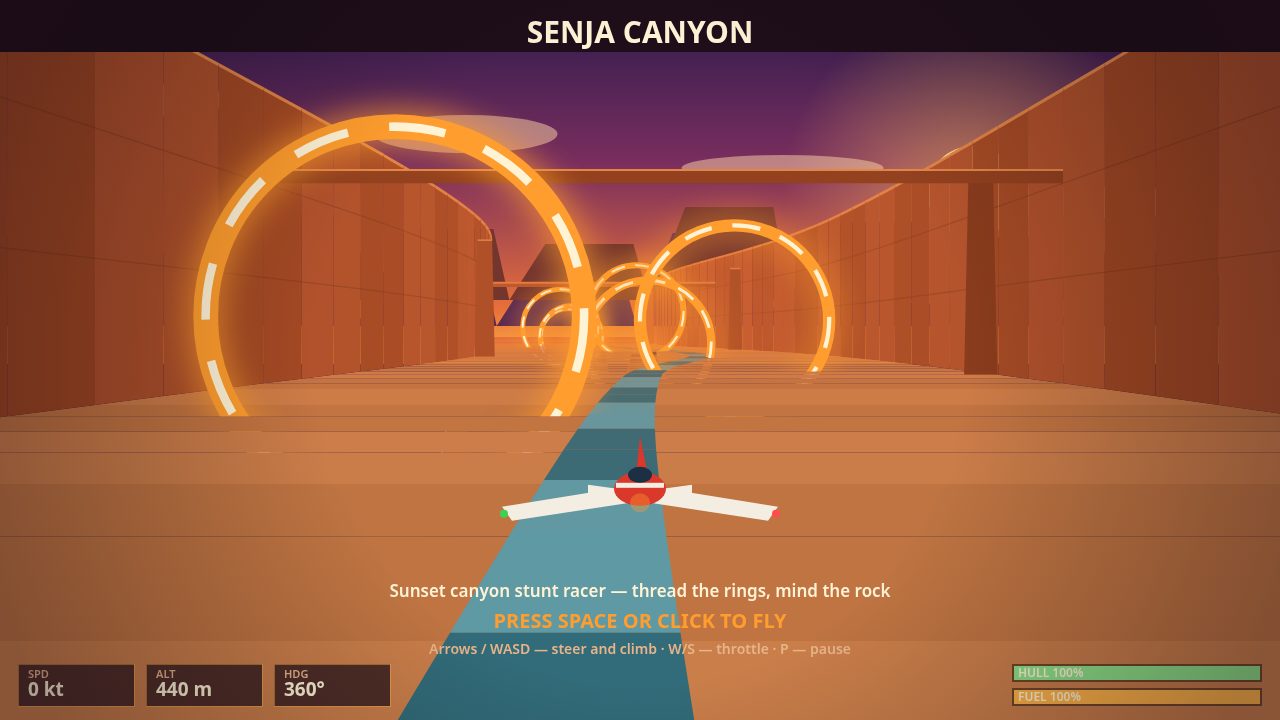 SENJA CANYON
Sunset canyon stunt racer — thread the rings, mind the rock
PRESS SPACE OR CLICK TO FLY
Arrows / WASD — steer and climb · W/S — throttle · P — pause
SPD
0 kt
ALT
440 m
HDG
360°
HULL 100%
FUEL 100%